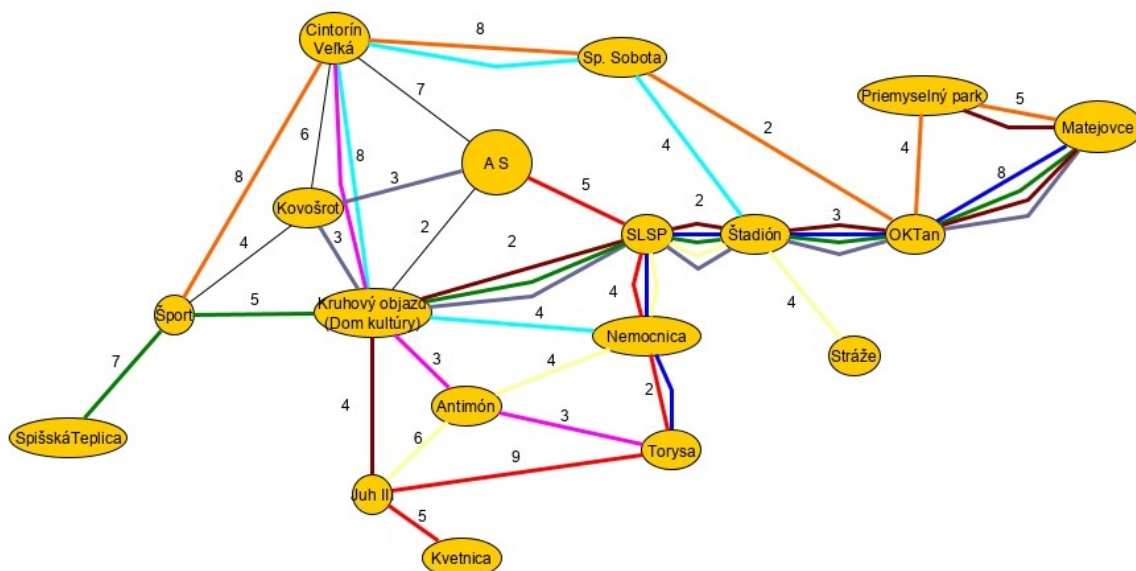 Cintorín
Veľká
8
Sp. Sobota
7
Priemyselný park
5
Matejovce
6
8
A S
4
2
4
8
3
5
8
Kovošrot
2
3
4
3
2
2
SLSP
Štadión
OKTan
Šport
5
Kruhový objazd
(Dom kultúry)
4
4
4
Nemocnica
Stráže
7
3
4
2
Antimón
3
4
6
SpišskáTeplica
Torysa
9
Juh II.
5
Kvetnica